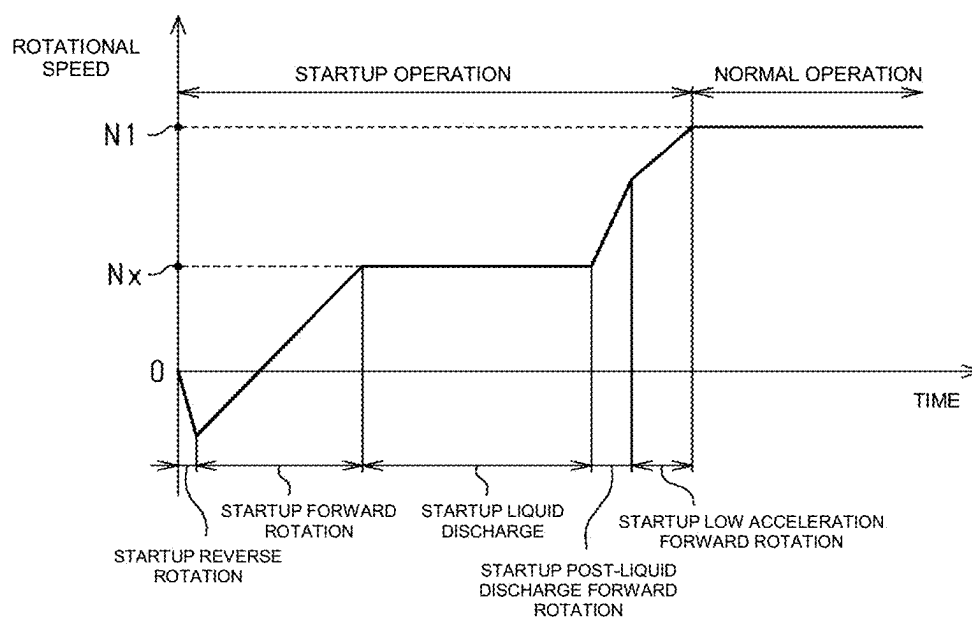 ROTATIONAL
SPEED
STARTUP OPERATION
NORMAL OPERATION
N1
Nx
0
TIME
STARTUP FORWARD
ROTATION
STARTUP LIQUID
DISCHARGE
STARTUP LOW ACCELERATION
FORWARD ROTATION
STARTUP REVERSE
ROTATION
STARTUP POST-LIQUID
DISCHARGE FORWARD
ROTATION